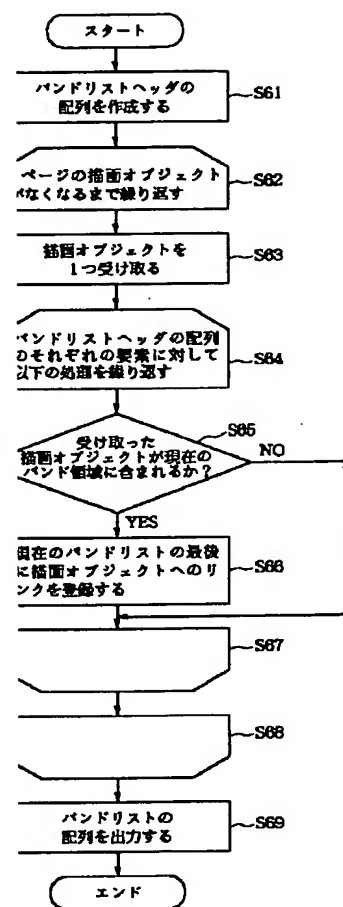 スタート
バンドリストヘッダの
配列を作成する
S61
ページの描画オブジェクト
がなくなるまで繰り返す
S62
描画オブジェクトを
1つ受け取る
S63
バンドリストヘッダの配列
のそれぞれの要素に対して
以下の処理を繰り返す
S64
受け取った
描画オブジェクトが現在の
バンド領域に含まれるか?
S65
NO
YES
現在のバンドリストの最後
に描画オブジェクトへのリ
ンクを登録する
S66
S67
S68
バンドリストの
配列を出力する
S69
エンド